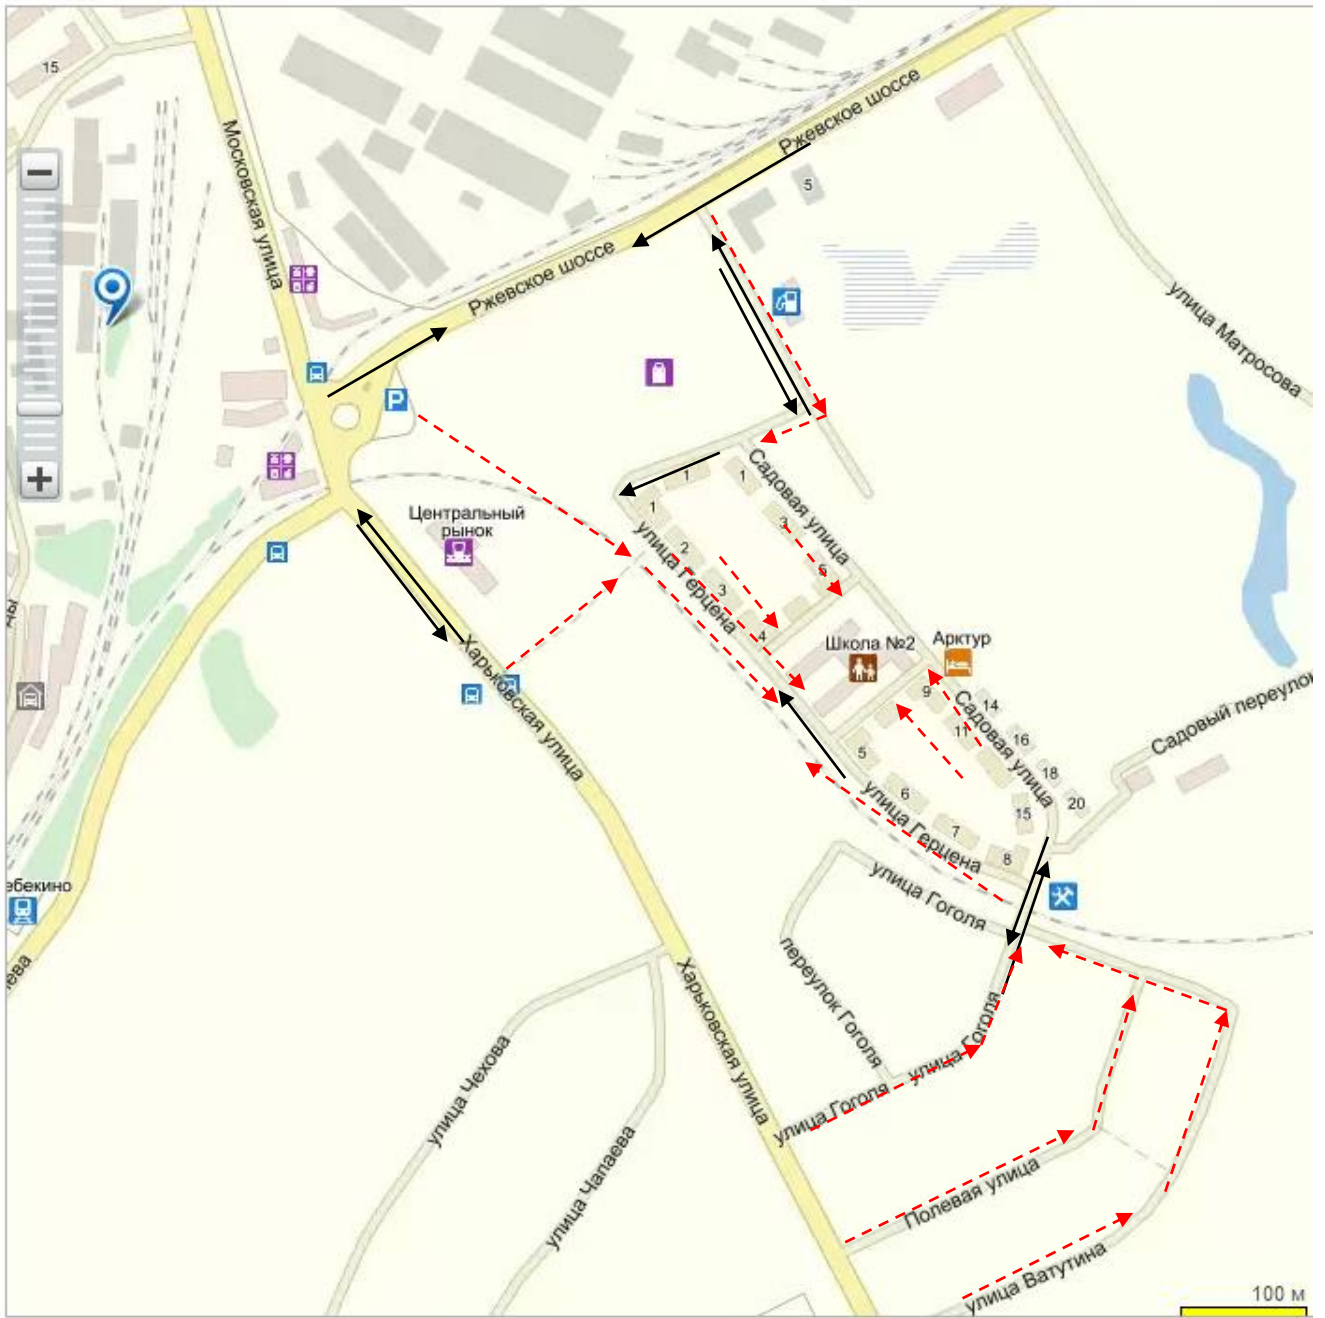 15
Московская улица
Ржевское шоссе
5
Ржевское шоссе
улица Матросова
P
Центральный
рынок
1
1
1
Садовая улица
2
3
3
4
улица Герцена
Школа №2
Арктур
9
11
14
16
18
20
15
Садовая улица
Садовый переулок
5
6
7
8
улица Герцена
Харьковская улица
ебекино
улица Гоголя
переулок Гоголя
улица Гоголя
улица Гоголя
Харьковская улица
улица Чехова
улица Чапаева
Полевая улица
улица Ватутина
ева
100 м